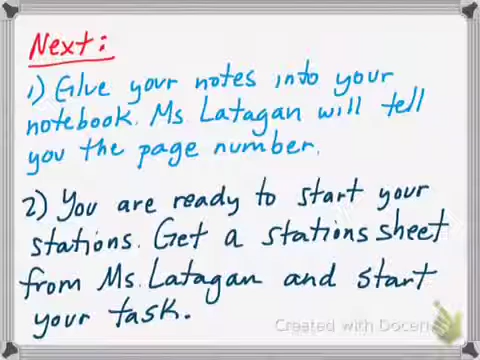 Next:
1) Glue your notes into your
notebook. Ms Latagan will tell
you the page number.
2) You are ready to start your
stations. Get a stations sheet
from Ms. Latagan and start
your task.
Created with Doceri